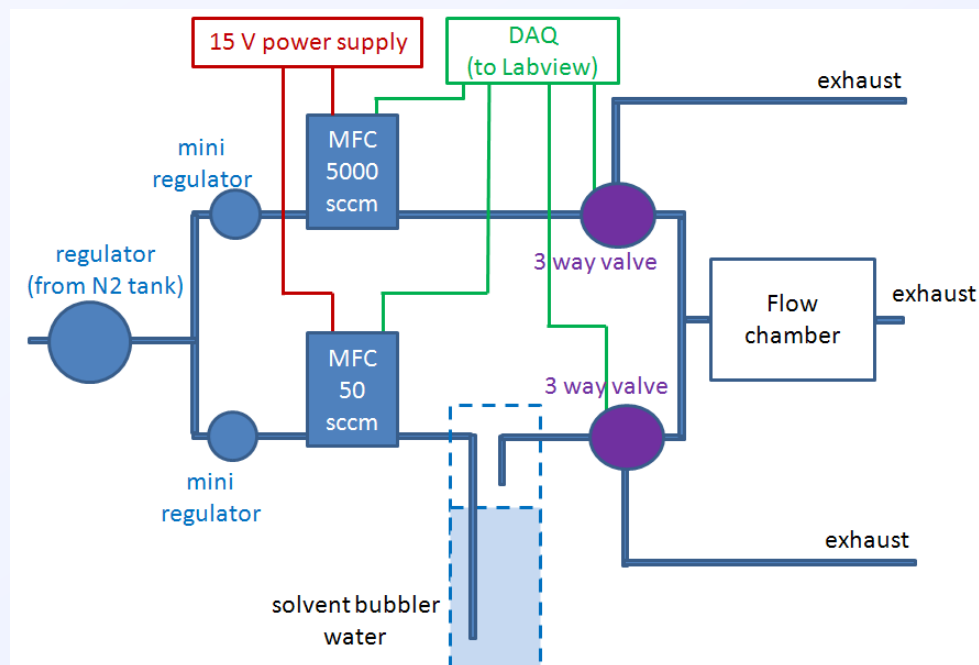 15 V power supply
DAQ
(to Labview)
exhaust
mini
regulator
MFC
5000
sccm
regulator
(from N2 tank)
3 way valve
exhaust
Flow
chamber
MFC
50
sccm
3 way valve
mini
regulator
exhaust
solvent bubbler
water